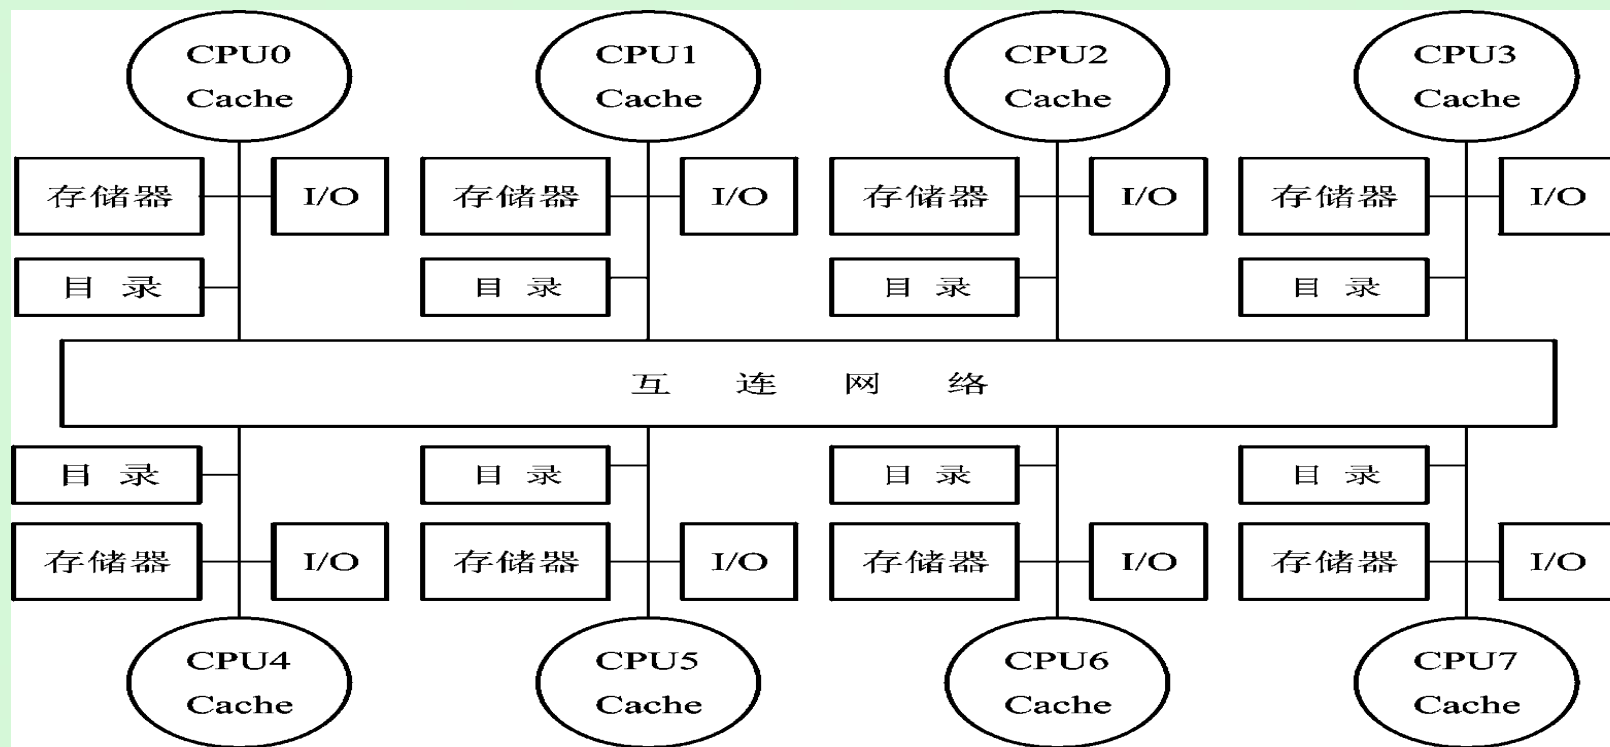 CPU0 CPU1 CPU2 CPU3
Cache Cache Cache Cache
存储器 I/O 存储器 I/O 存储器 I/O 存储器 I/O
目 录 目 录 目 录 目 录
互 连 网 络
目 录 目 录 目 录 目 录
存储器 I/O 存储器 I/O 存储器 I/O 存储器 I/O
CPU4 CPU5 CPU6 CPU7
Cache Cache Cache Cache